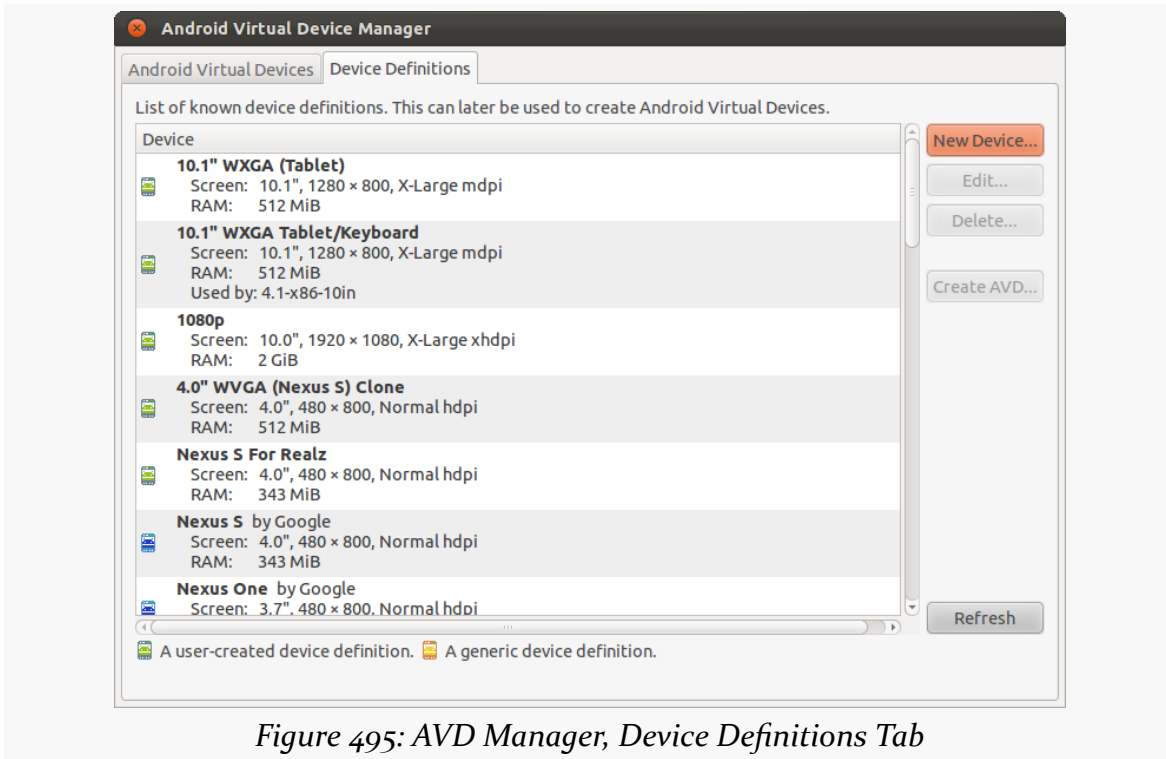 Android Virtual Device Manager
Android Virtual Devices Device Definitions
List of known device definitions. This can later be used to create Android Virtual Devices.
Device
New Device...
Edit...
Delete...
Create AVD...
10.1" WXGA (Tablet)
Screen: 10.1", 1280 × 800, X-Large mdpi
RAM: 512 MiB
10.1" WXGA Tablet/Keyboard
Screen: 10.1", 1280 × 800, X-Large mdpi
RAM: 512 MiB
Used by: 4.1-x86-10in
1080p
Screen: 10.0", 1920 × 1080, X-Large xhdpi
RAM: 2 GiB
4.0" WVGA (Nexus S) Clone
Screen: 4.0", 480 × 800, Normal hdpi
RAM: 512 MiB
Nexus S For Realz
Screen: 4.0", 480 × 800, Normal hdpi
RAM: 343 MiB
Nexus S by Google
Screen: 4.0", 480 × 800, Normal hdpi
RAM: 343 MiB
Nexus One by Google
Screen: 3.7", 480 × 800, Normal hdpi
Refresh
A user-created device definition. A generic device definition.
Figure 495: AVD Manager, Device Definitions Tab